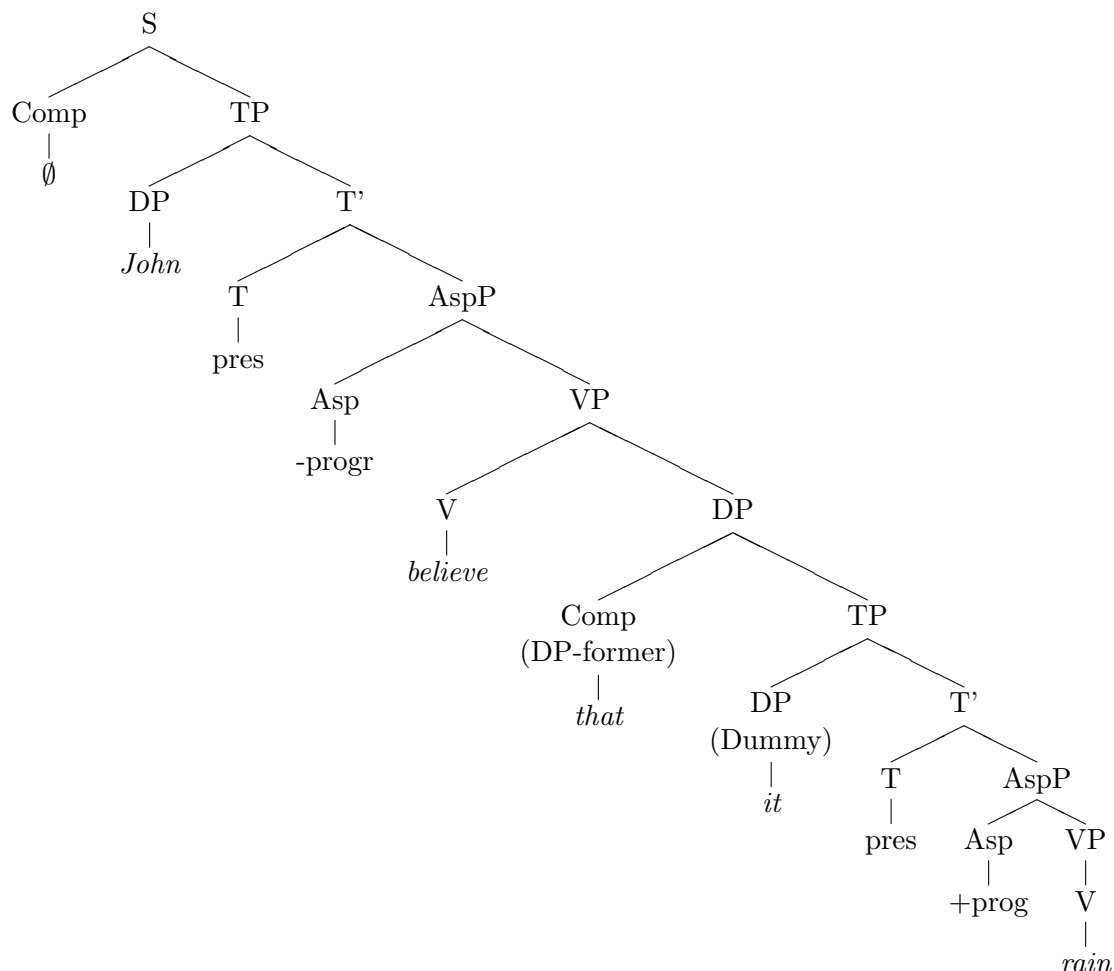 S
Comp TP
∅
DP T'
John
T AspP
pres
Asp VP
-progr
V DP
believe
Comp TP
(DP-former)
that
DP T'
(Dummy)
it
T AspP
pres
Asp VP
+prog V
rain